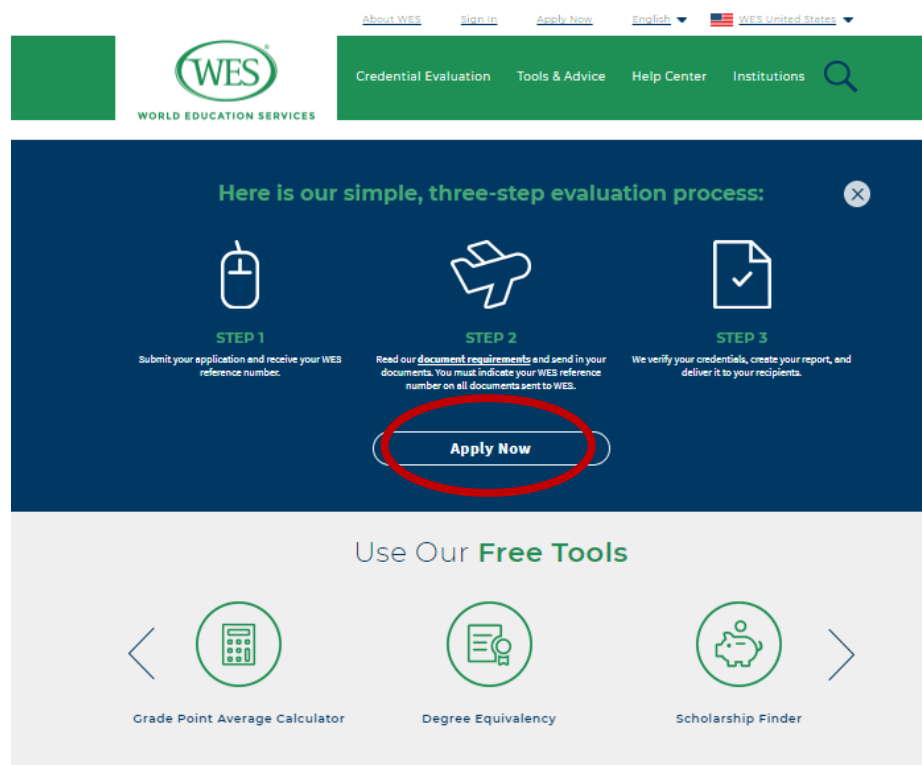 About WES Sign In Apply Now English WES United States
WES
WORLD EDUCATION SERVICES
Credential Evaluation Tools & Advice Help Center Institutions
Here is our simple, three-step evaluation process:
STEP 1 STEP 2 STEP 3
Submit your application and receive your WES
reference number.
Read our document requirements and send in your
documents. You must indicate your WES reference
number on all documents sent to WES.
We verify your credentials, create your report, and
deliver it to your recipients.
Apply Now
Use Our Free Tools
Grade Point Average Calculator Degree Equivalency Scholarship Finder